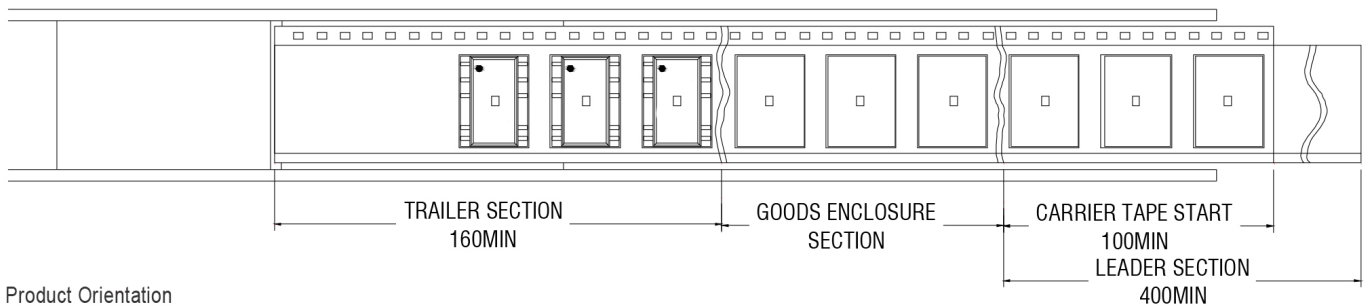 TRAILER SECTION
160MIN
GOODS ENCLOSURE
SECTION
CARRIER TAPE START
100MIN
LEADER SECTION
400MIN
Product Orientation